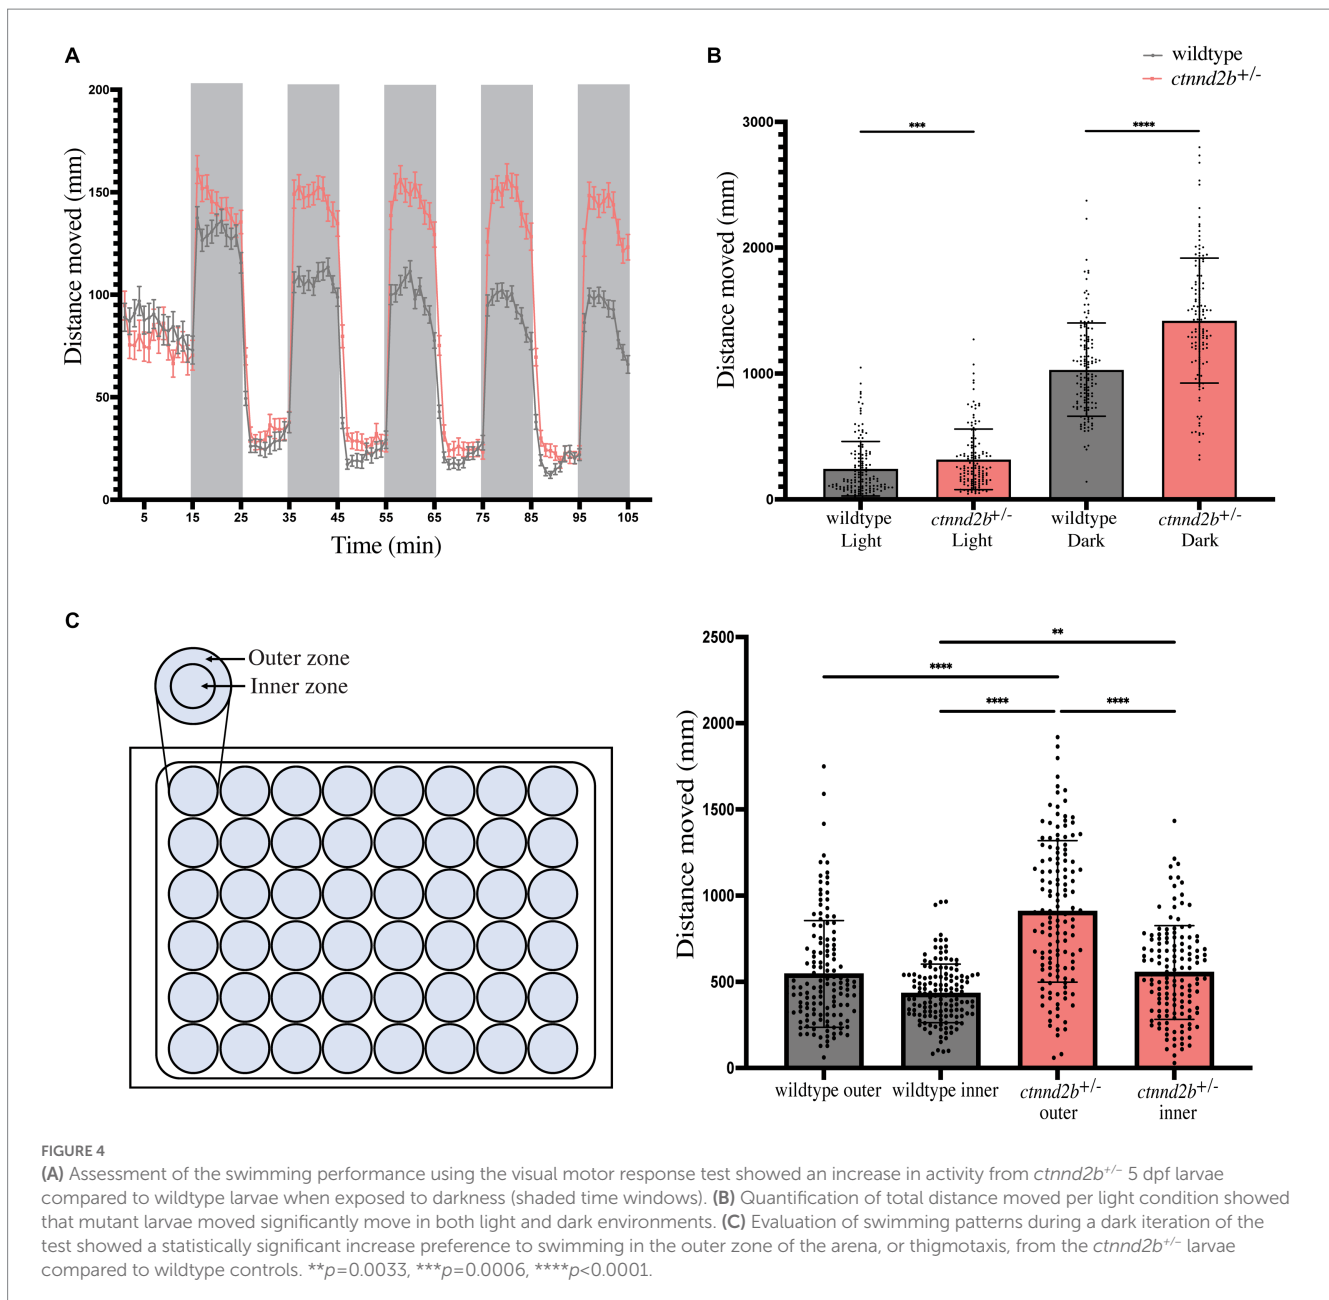 A
200
150
100
50
0
Distance moved (mm)
5 15 25 35 45 55 65 75 85 95 105
Time (min)
B
wildtype
ctnnd2b+/-
3000
2000
1000
0
Distance moved (mm)
*** ****
wildtype ctnnd2b+/- wildtype ctnnd2b+/-
Light Light Dark Dark
C
Outer zone
Inner zone
2500
2000
1500
1000
500
0
Distance moved (mm)
**
****
**** ****
wildtype outer wildtype inner ctnnd2b+/- ctnnd2b+/-
outer inner
FIGURE 4
(A) Assessment of the swimming performance using the visual motor response test showed an increase in activity from ctnnd2b+/− 5 dpf larvae
compared to wildtype larvae when exposed to darkness (shaded time windows). (B) Quantification of total distance moved per light condition showed
that mutant larvae moved significantly move in both light and dark environments. (C) Evaluation of swimming patterns during a dark iteration of the
test showed a statistically significant increase preference to swimming in the outer zone of the arena, or thigmotaxis, from the ctnnd2b+/− larvae
compared to wildtype controls. **p=0.0033, ***p=0.0006, ****p<0.0001.